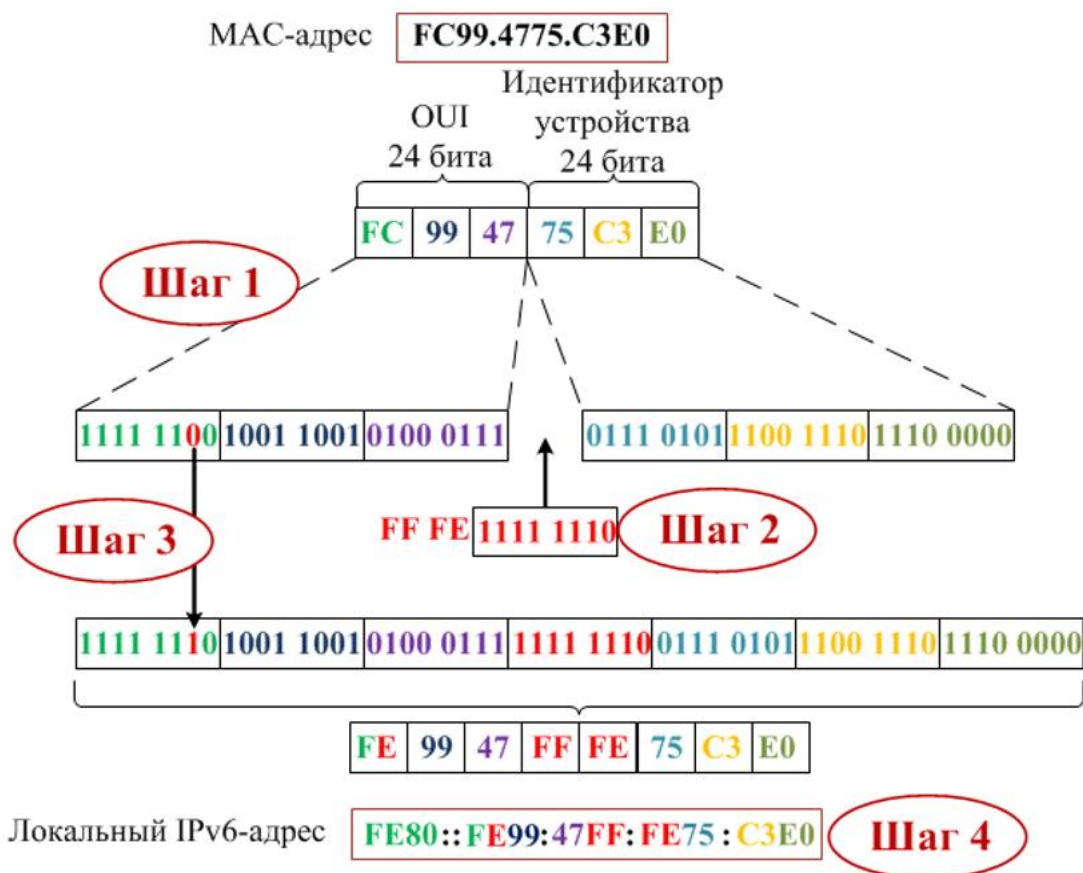 МАС-адрес FC99.4775.C3E0
Идентификатор
OUI устройства
24 бита 24 бита
FC 99 47 75 C3 E0
Шаг 1
1111 1100 1001 1001 0100 0111 0111 0101 1100 1110 1110 0000
Шаг 3 FF FE 1111 1110 Шаг 2
1111 1110 1001 1001 0100 0111 1111 1110 0111 0101 1100 1110 1110 0000
FE 99 47 FF FE 75 C3 E0
Локальный IPv6-адрес FE80::FE99:47FF:FE75:C3E0 Шаг 4